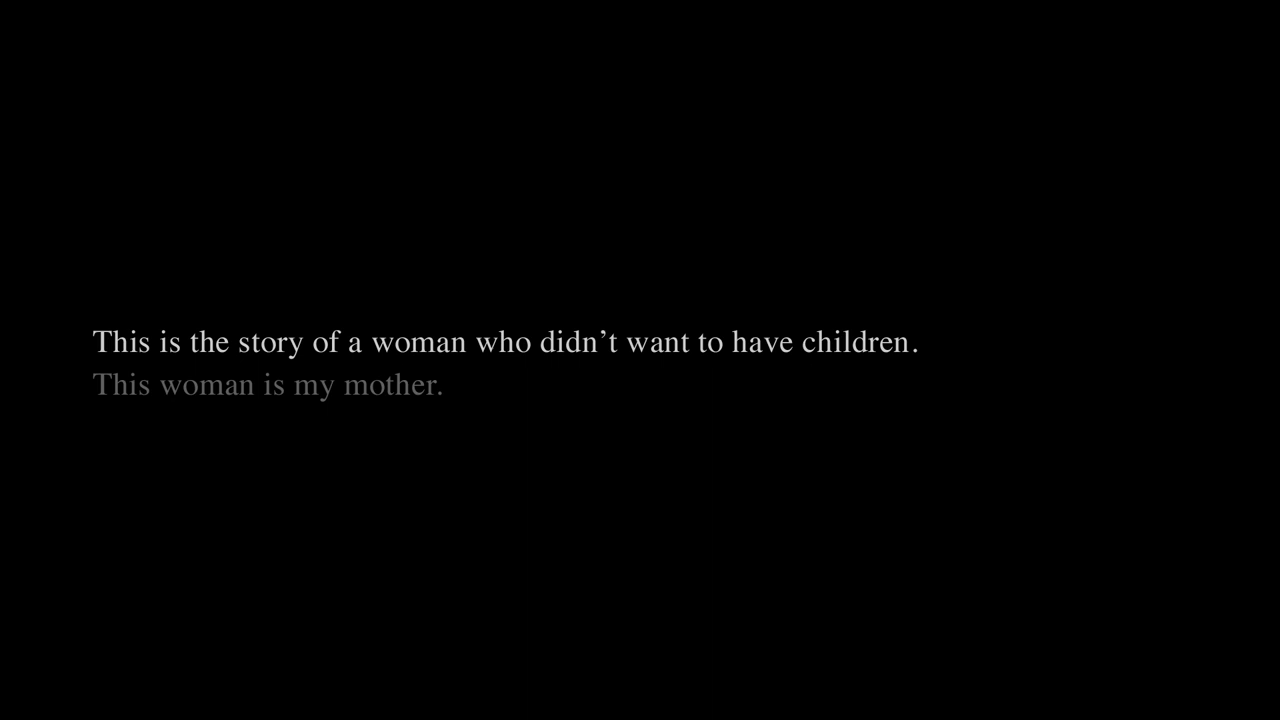 This is the story of a woman who didn’t want to have children.
This woman is my mother.